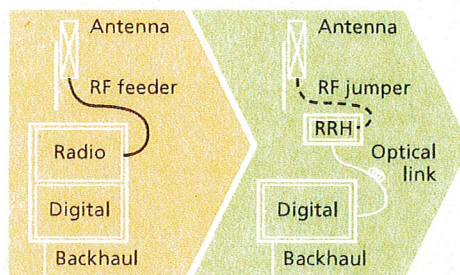 Antenna
RF feeder
Radio
Digital
Backhaul
Antenna
RF jumper
RRH
Optical
link
Digital
Backhaul